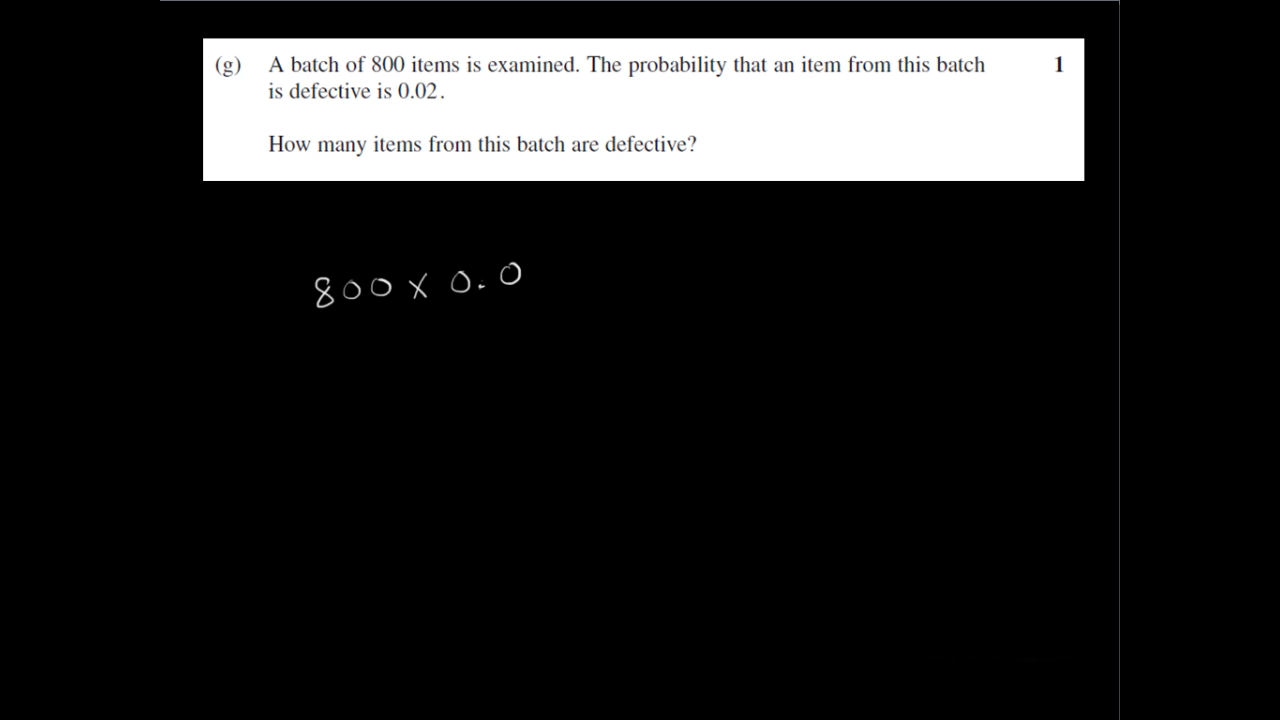 (g) A batch of 800 items is examined. The probability that an item from this batch 1
is defective is 0.02.
How many items from this batch are defective?
800 x 0.0